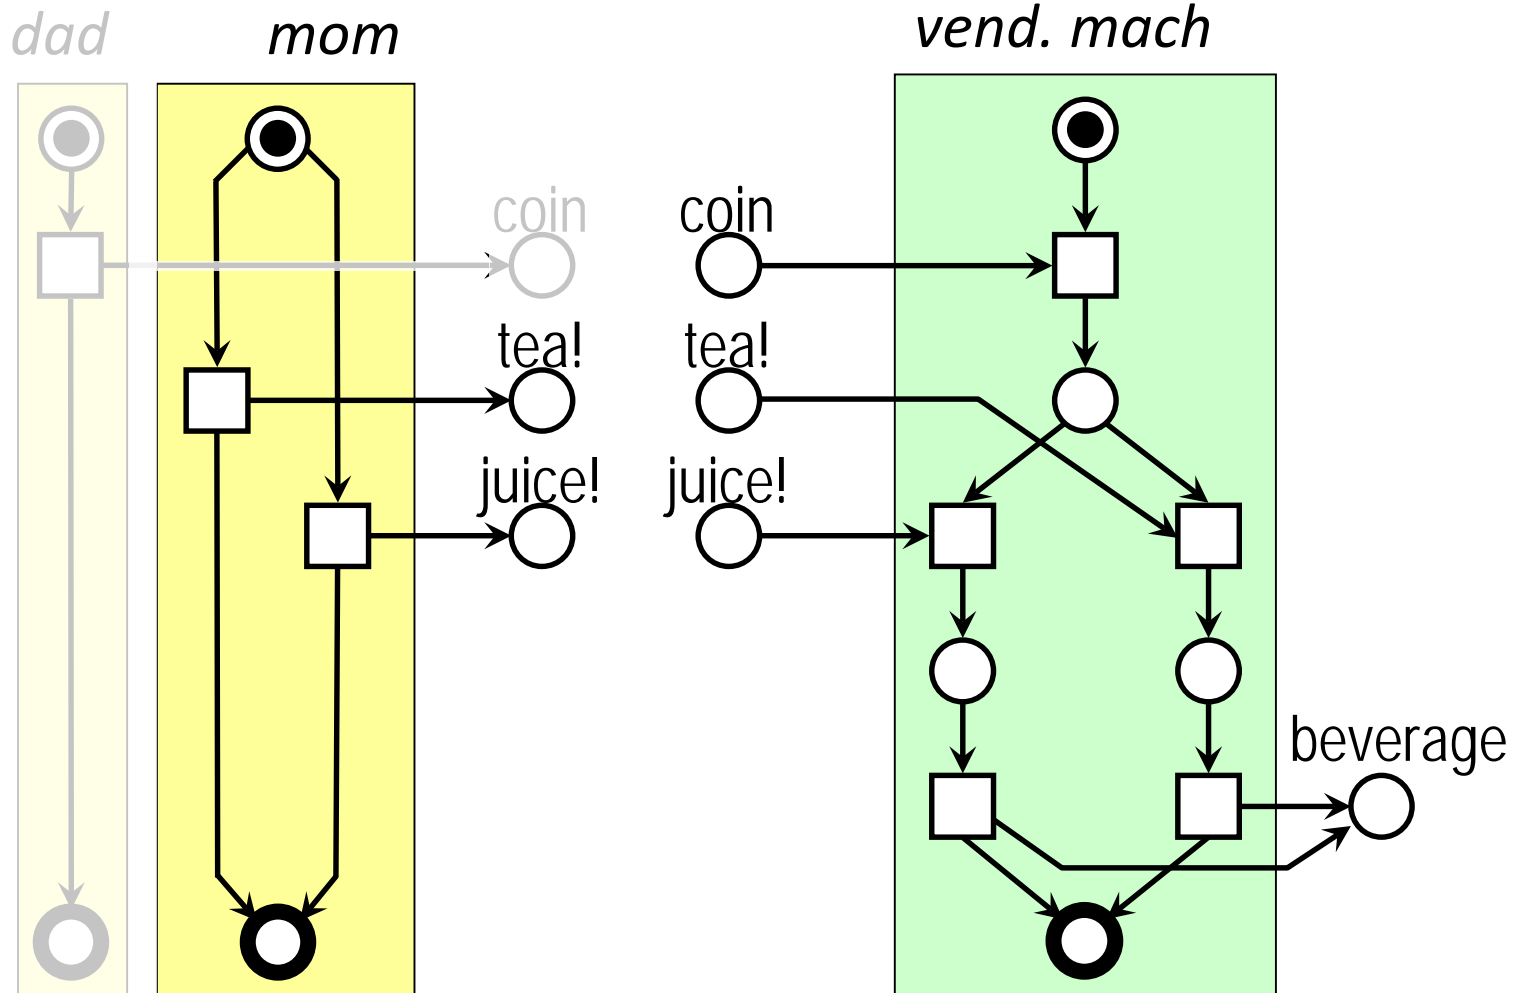 dad
mom
vend. mach
coin
coin
tea!
tea!
juice!
juice!
beverage